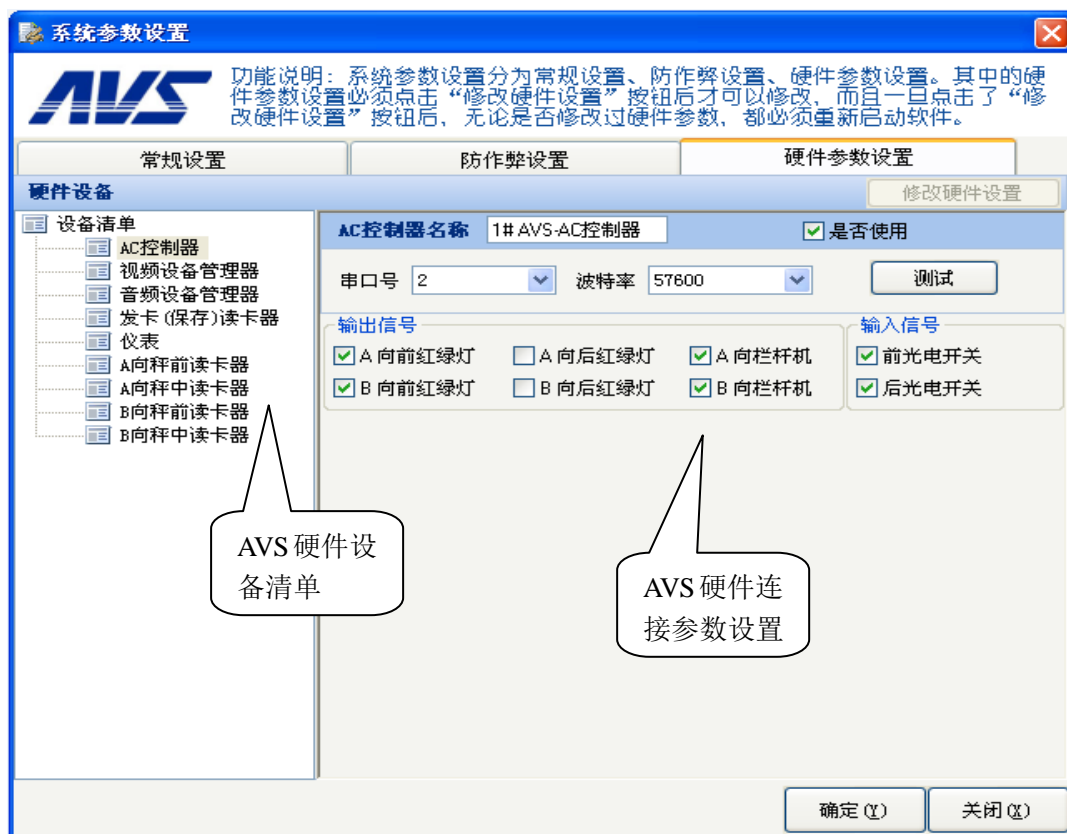 系统参数设置
AVS
功能说明：系统参数设置分为常规设置、防作弊设置、硬件参数设置。其中的硬
件参数设置必须点击“修改硬件设置”按钮后才可以修改，而且一旦点击了“修
改硬件设置”按钮后，无论是否修改过硬件参数，都必须重新启动软件。
常规设置
防作弊设置
硬件参数设置
硬件设备
修改硬件设置
设备清单
AC控制器
视频设备管理器
音频设备管理器
发卡(保存)读卡器
仪表
A向秤前读卡器
A向秤中读卡器
B向秤前读卡器
B向秤中读卡器
AC控制器名称 1#AVS-AC控制器 是否使用
串口号 2 波特率 57600 测试
输出信号
A向前红绿灯 A向后红绿灯 A向栏杆机
B向前红绿灯 B向后红绿灯 B向栏杆机
输入信号
前光电开关
后光电开关
AVS硬件设
备清单
AVS硬件连
接参数设置
确定(Y) 关闭(X)